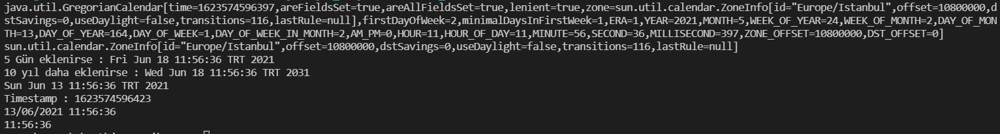 java.util.GregorianCalendar[time=1623574596397,areFieldsSet=true,areAllFieldsSet=true,lenient=true,zone=sun.util.calendar.ZoneInfo[id="Europe/Istanbul",offset=10800000,d
stSavings=0,useDaylight=false,transitions=116,lastRule=null],firstDayOfWeek=2,minimalDaysInFirstWeek=1,ERA=1,YEAR=2021,MONTH=5,WEEK_OF_YEAR=24,WEEK_OF_MONTH=2,DAY_OF_MON
TH=13,DAY_OF_YEAR=164,DAY_OF_WEEK=1,DAY_OF_WEEK_IN_MONTH=2,AM_PM=0,HOUR=11,HOUR_OF_DAY=11,MINUTE=56,SECOND=36,MILLISECOND=397,ZONE_OFFSET=10800000,DST_OFFSET=0]
sun.util.calendar.ZoneInfo[id="Europe/Istanbul",offset=10800000,dstSavings=0,useDaylight=false,transitions=116,lastRule=null]
5 Gün eklenirse : Fri Jun 18 11:56:36 TRT 2021
10 yıl daha eklenirse : Wed Jun 18 11:56:36 TRT 2031
Sun Jun 13 11:56:36 TRT 2021
Timestamp : 1623574596423
13/06/2021 11:56:36
11:56:36